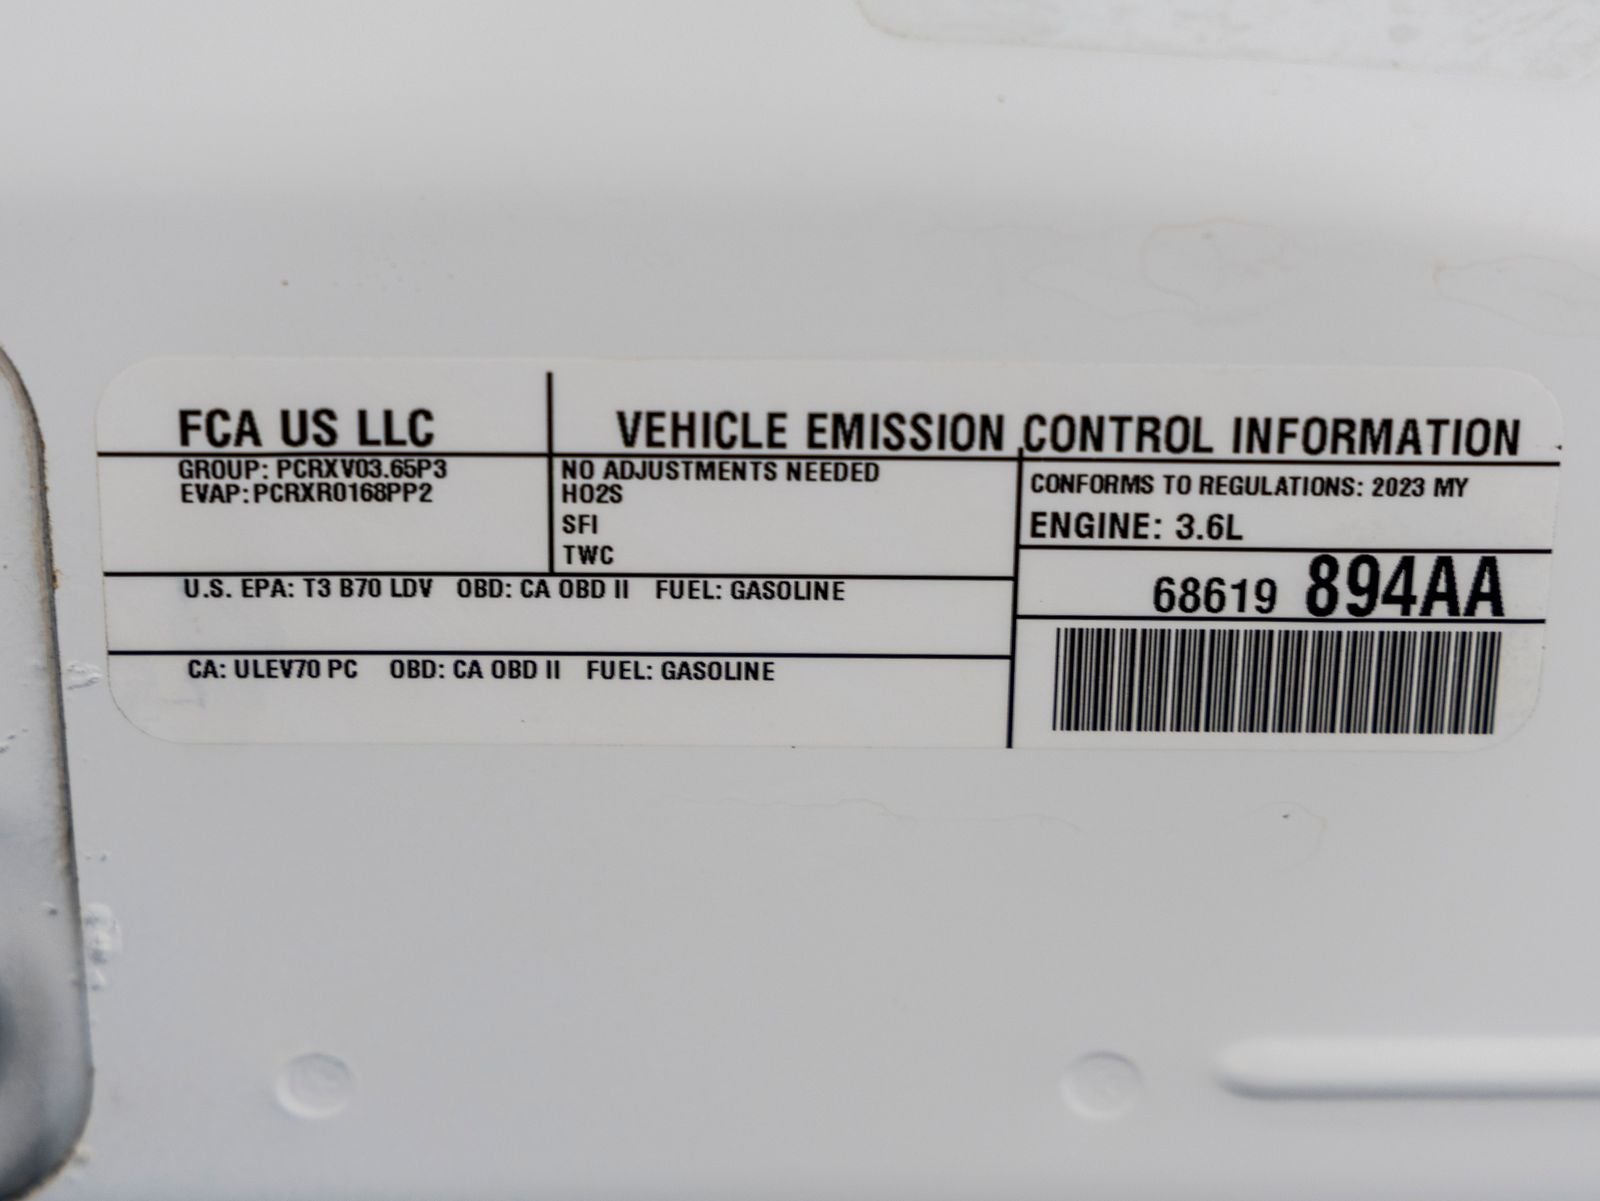 FCA US LLC
VEHICLE EMISSION CONTROL INFORMATION
GROUP: PCRXV03.65P3
EVAP:PCRXR0168PP2
NO ADJUSTMENTS NEEDED
HO2S
SFI
TWC
CONFORMS TO REGULATIONS: 2023 MY
ENGINE: 3.6L
68619 894AA
U.S. EPA: T3 B70 LDV OBD: CA OBD II FUEL: GASOLINE
CA: ULEV70 PC OBD: CA OBD II FUEL: GASOLINE